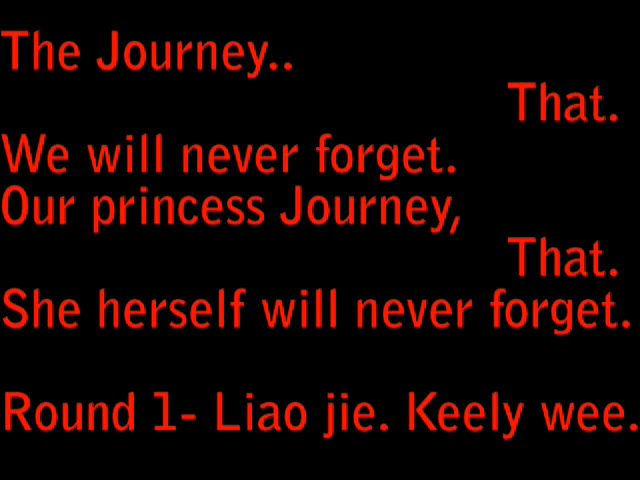 The Journey..
That.
We will never forget.
Our princess Journey,
That.
She herself will never forget.
Round 1- Liao jie. Keely wee.